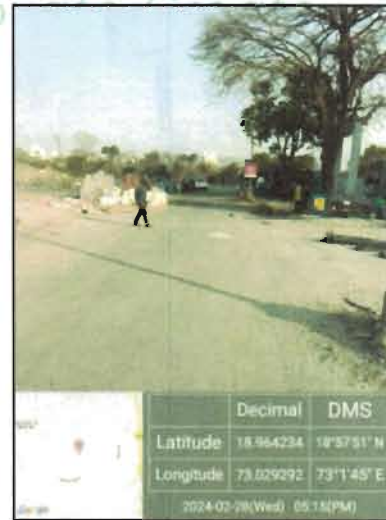 Decimal DMS
Latitude 18.964234 18°57'51" N
Longitude 73.029292 73°1'45" E
2024-02-28(Wed) 05:15(PM)